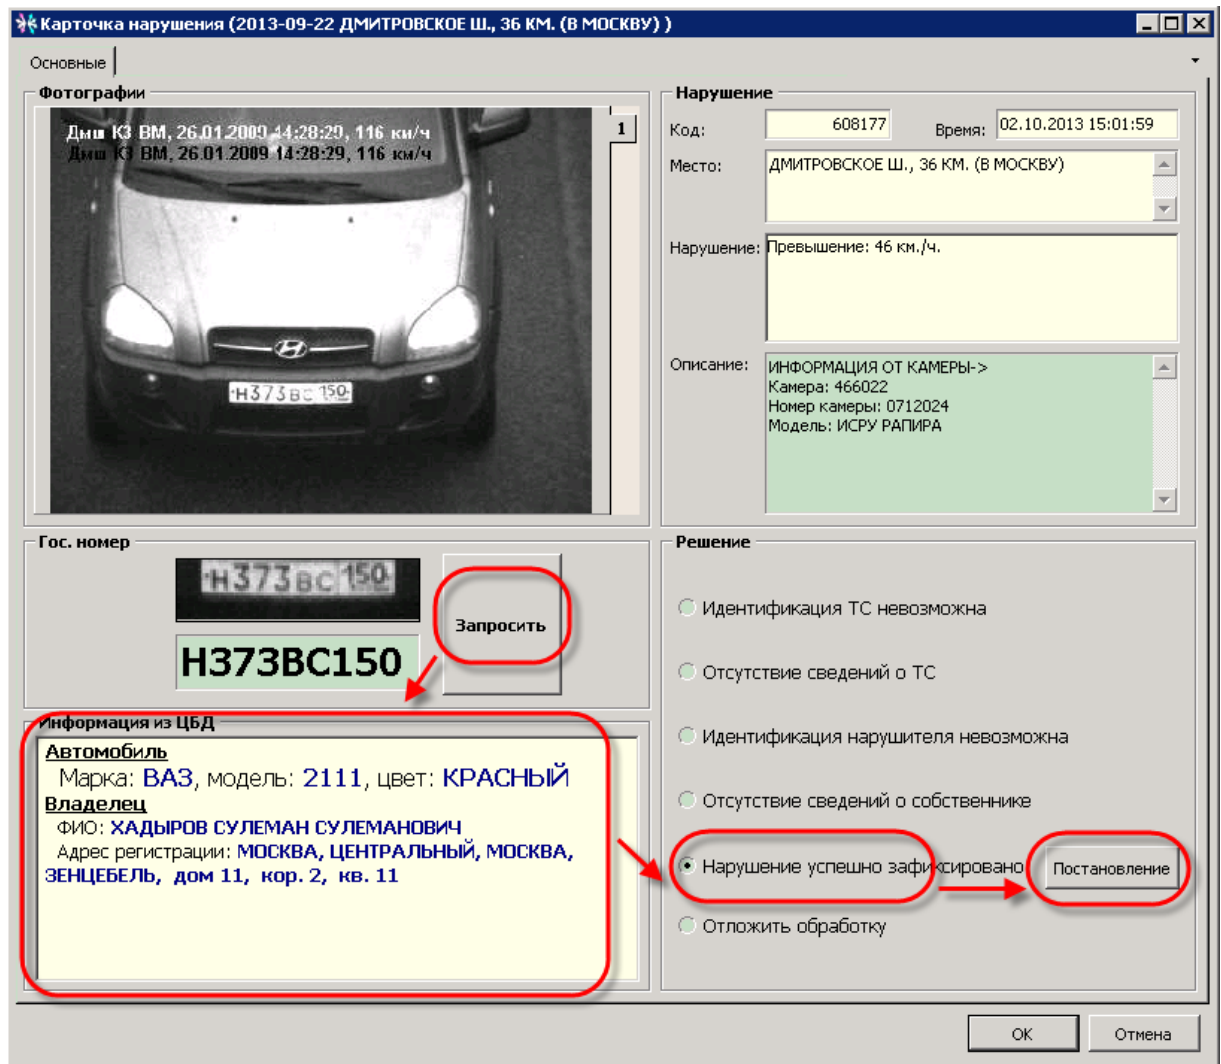 Карточка нарушения (2013-09-22 ДМИТРОВСКОЕ Ш., 36 КМ. (В МОСКВУ) )
Основные
Фотографии
Дмш К3 ВМ, 26.01.2009 14:28:29, 116 км/ч
Дмш К3 ВМ, 26.01.2009 14:28:29, 116 км/ч
1
Н373ВС 150
Нарушение
Код: 608177 Время: 02.10.2013 15:01:59
Место: ДМИТРОВСКОЕ Ш., 36 КМ. (В МОСКВУ)
Нарушение: Превышение: 46 км./ч.
Описание: ИНФОРМАЦИЯ ОТ КАМЕРЫ->
Камера: 466022
Номер камеры: 0712024
Модель: ИСРУ РАПИРА
Гос. номер
Н373ВС 150
Н373ВС150
Запросить
Информация из ЦБД
Автомобиль
Марка: ВАЗ, модель: 2111, цвет: КРАСНЫЙ
Владелец
ФИО: ХАДЫРОВ СУЛЕМАН СУЛЕМАНОВИЧ
Адрес регистрации: МОСКВА, ЦЕНТРАЛЬНЫЙ, МОСКВА,
ЗЕНЦЕБЕЛЬ, дом 11, кор. 2, кв. 11
Решение
Идентификация ТС невозможна
Отсутствие сведений о ТС
Идентификация нарушителя невозможна
Отсутствие сведений о собственнике
Нарушение успешно зафиксировано
Постановление
Отложить обработку
ОК
Отмена